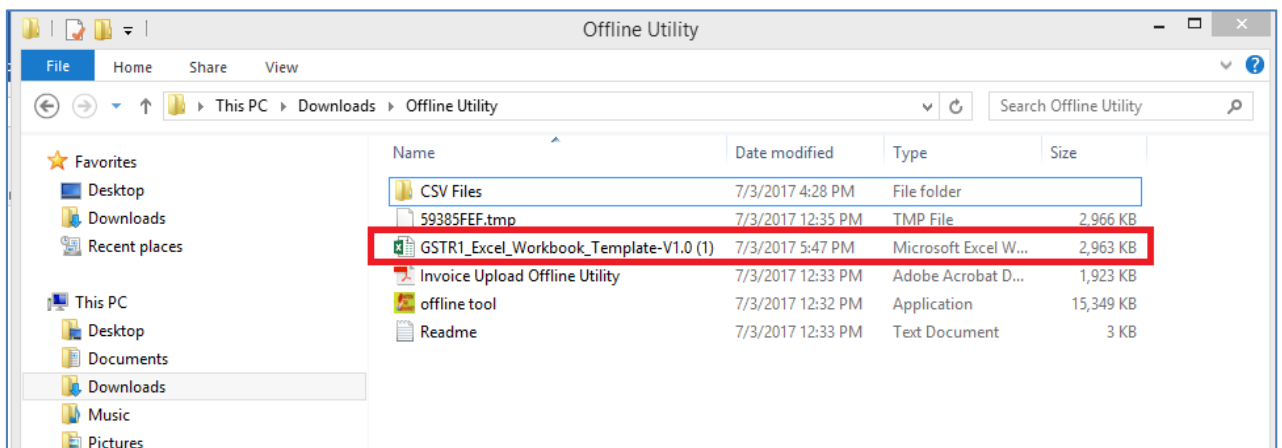 Offline Utility
File Home Share View
This PC Downloads Offline Utility Search Offline Utility
Favorites
Desktop
Downloads
Recent places
This PC
Desktop
Documents
Downloads
Music
Pictures
Name Date modified Type Size
CSV Files 7/3/2017 4:28 PM File folder
59385FEF.tmp 7/3/2017 12:35 PM TMP File 2,966 KB
GSTR1_Excel_Workbook_Template-V1.0 (1) 7/3/2017 5:47 PM Microsoft Excel W... 2,963 KB
Invoice Upload Offline Utility 7/3/2017 12:33 PM Adobe Acrobat D... 1,923 KB
offline tool 7/3/2017 12:32 PM Application 15,349 KB
Readme 7/3/2017 12:33 PM Text Document 3 KB